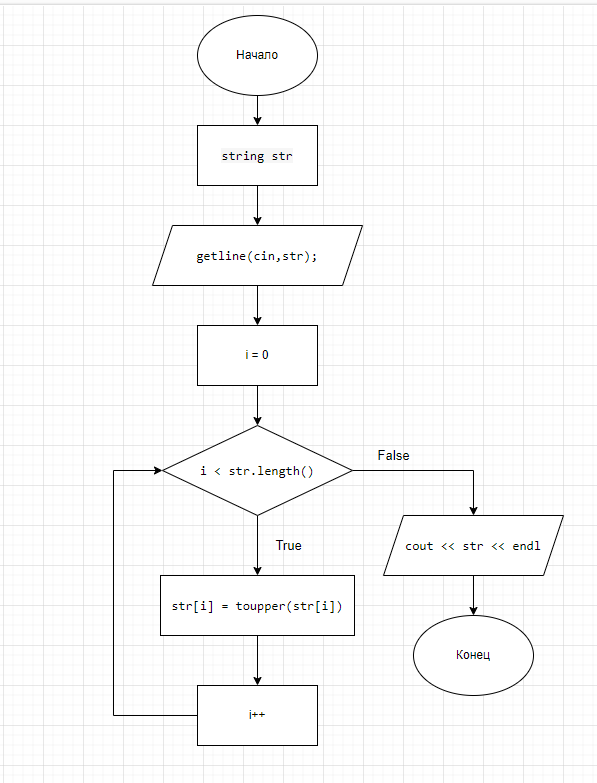 Начало
string str
getline(cin,str);
i = 0
i < str.length()
False
True
cout << str << endl
str[i] = toupper(str[i])
Конец
i++